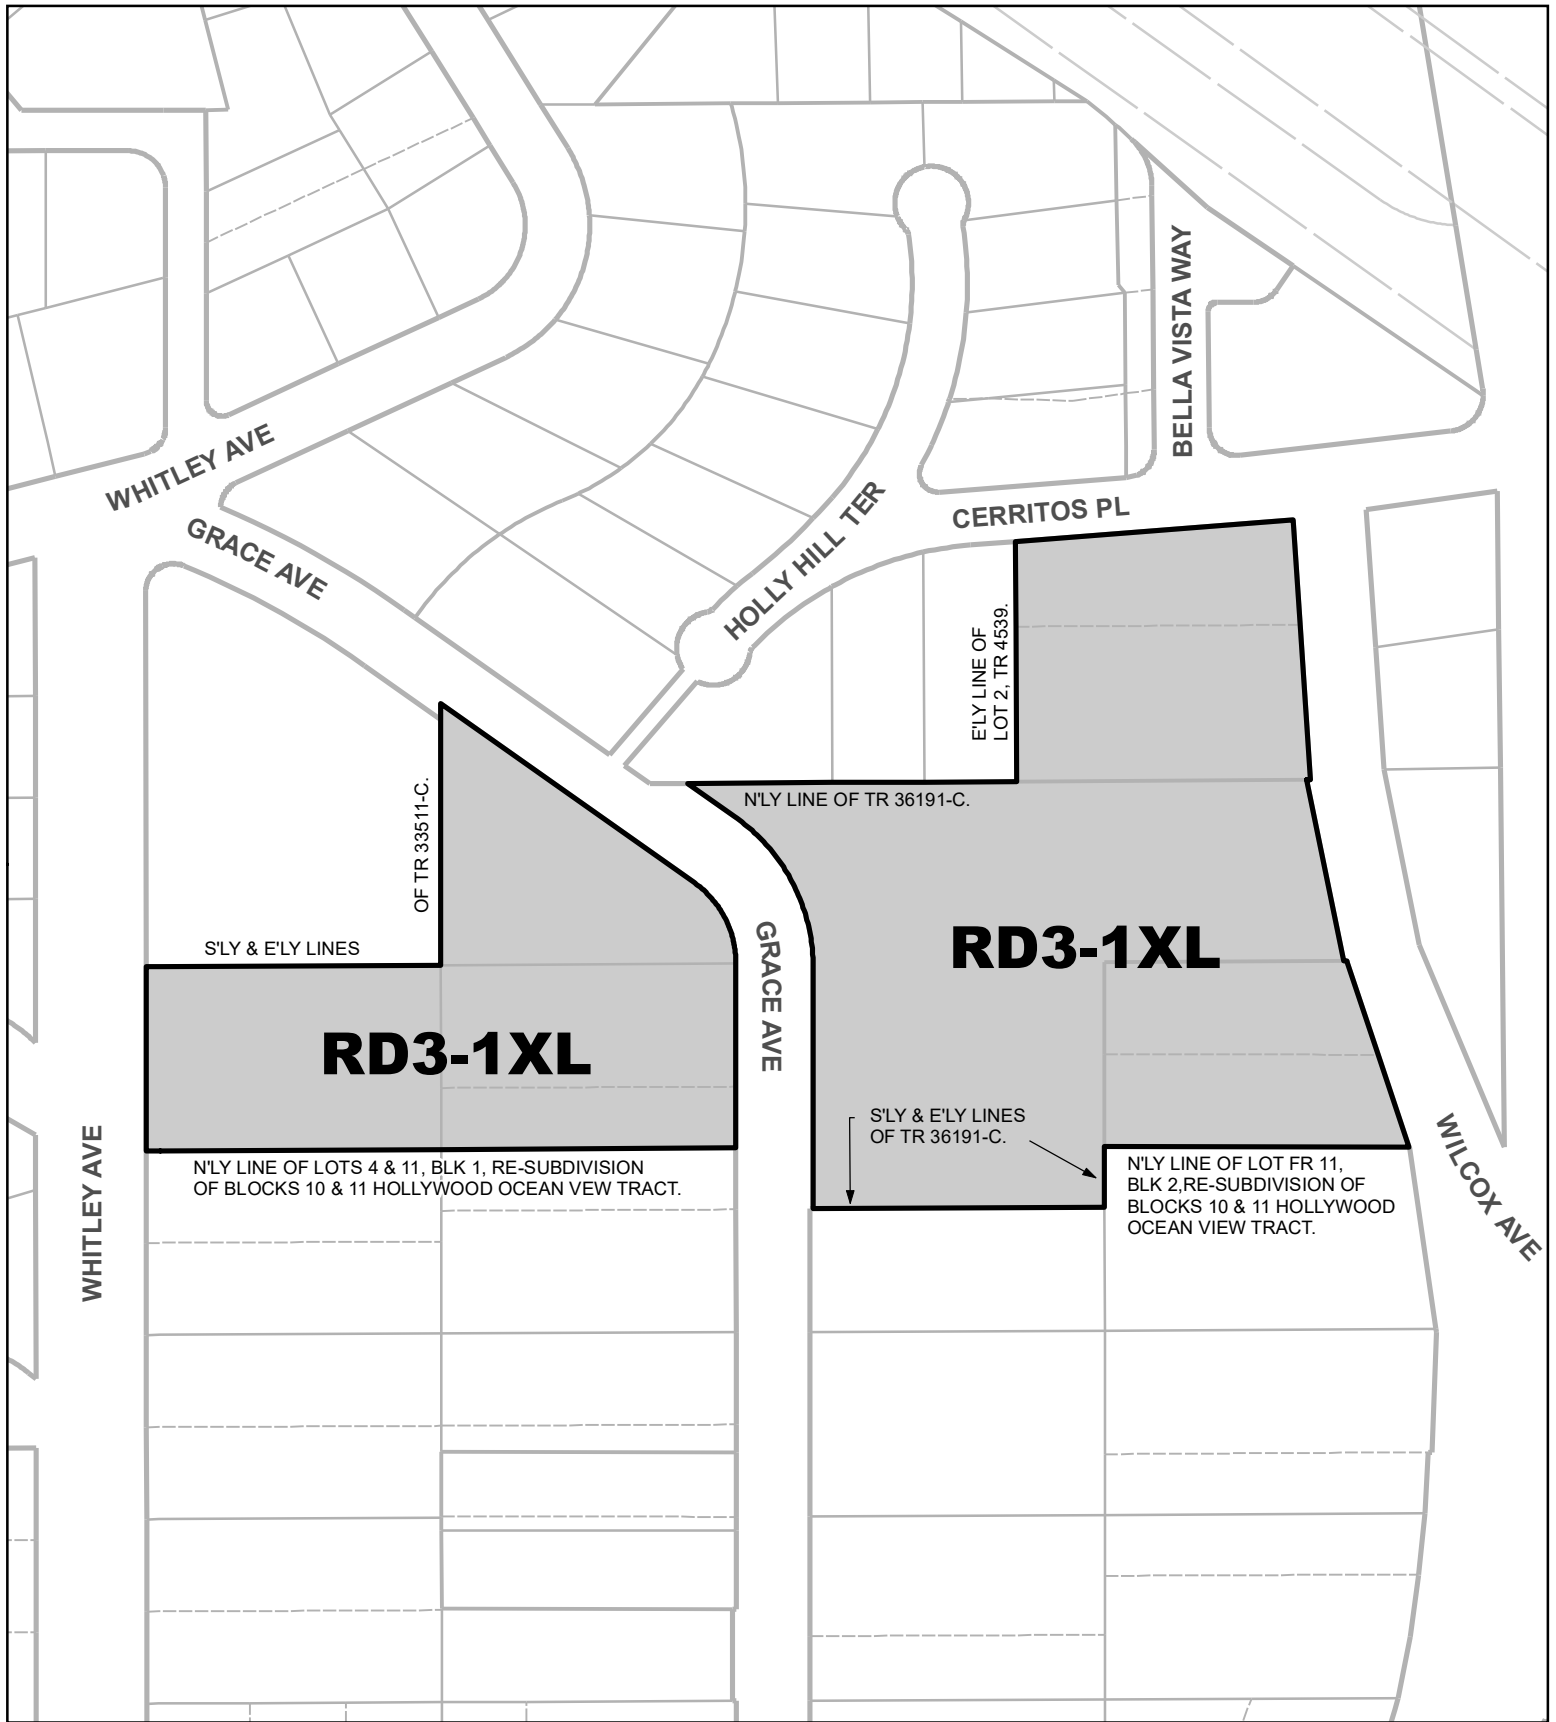 BELLA VISTA WAY
WHITLEY AVE
GRACE AVE
HOLLY HILL TER
CERRITOS PL
E'LY LINE OF
LOT 2, TR 4539.
N'LY LINE OF TR 36191-C.
OF TR 33511-C.
S'LY & E'LY LINES
GRACE AVE
RD3-1XL
RD3-1XL
S'LY & E'LY LINES
OF TR 36191-C.
WHITLEY AVE
N'LY LINE OF LOTS 4 & 11, BLK 1, RE-SUBDIVISION
OF BLOCKS 10 & 11 HOLLYWOOD OCEAN VEW TRACT.
N'LY LINE OF LOT FR 11,
BLK 2,RE-SUBDIVISION OF
BLOCKS 10 & 11 HOLLYWOOD
OCEAN VIEW TRACT.
WILCOX AVE